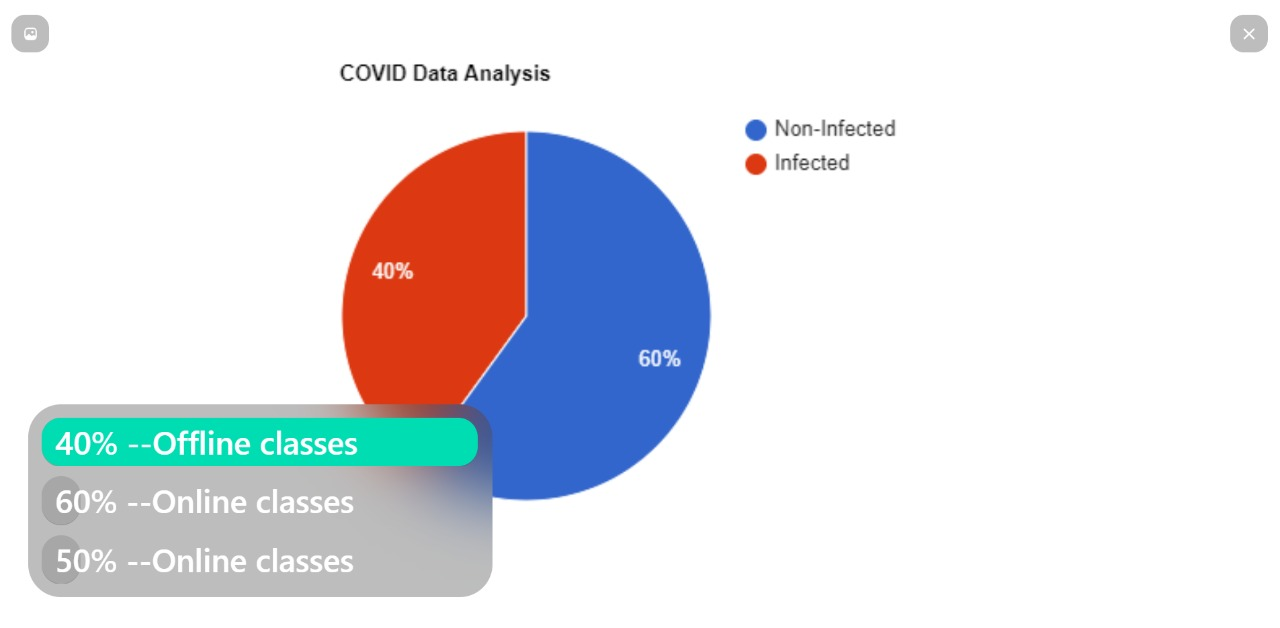 COVID Data Analysis
Non-Infected
Infected
40%
60%
40% --Offline classes
60% --Online classes
50% --Online classes